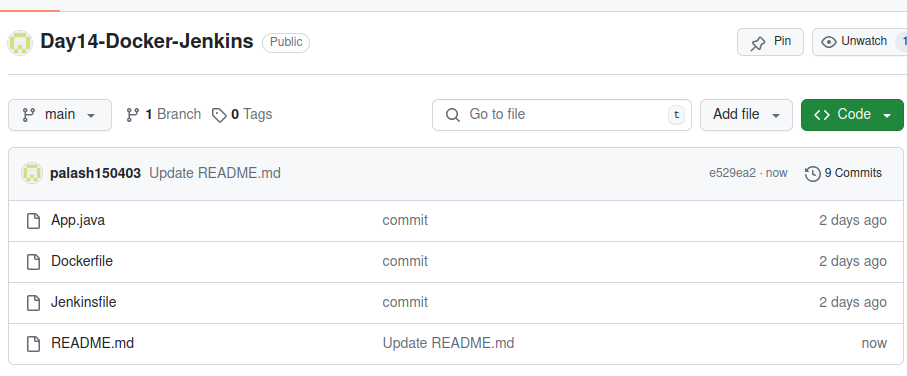 Day14-Docker-Jenkins Public Pin Unwatch 1
main 1 Branch 0 Tags Go to file t Add file Code
palash150403 Update README.md e529ea2 · now 9 Commits
App.java commit 2 days ago
Dockerfile commit 2 days ago
Jenkinsfile commit 2 days ago
README.md Update README.md now